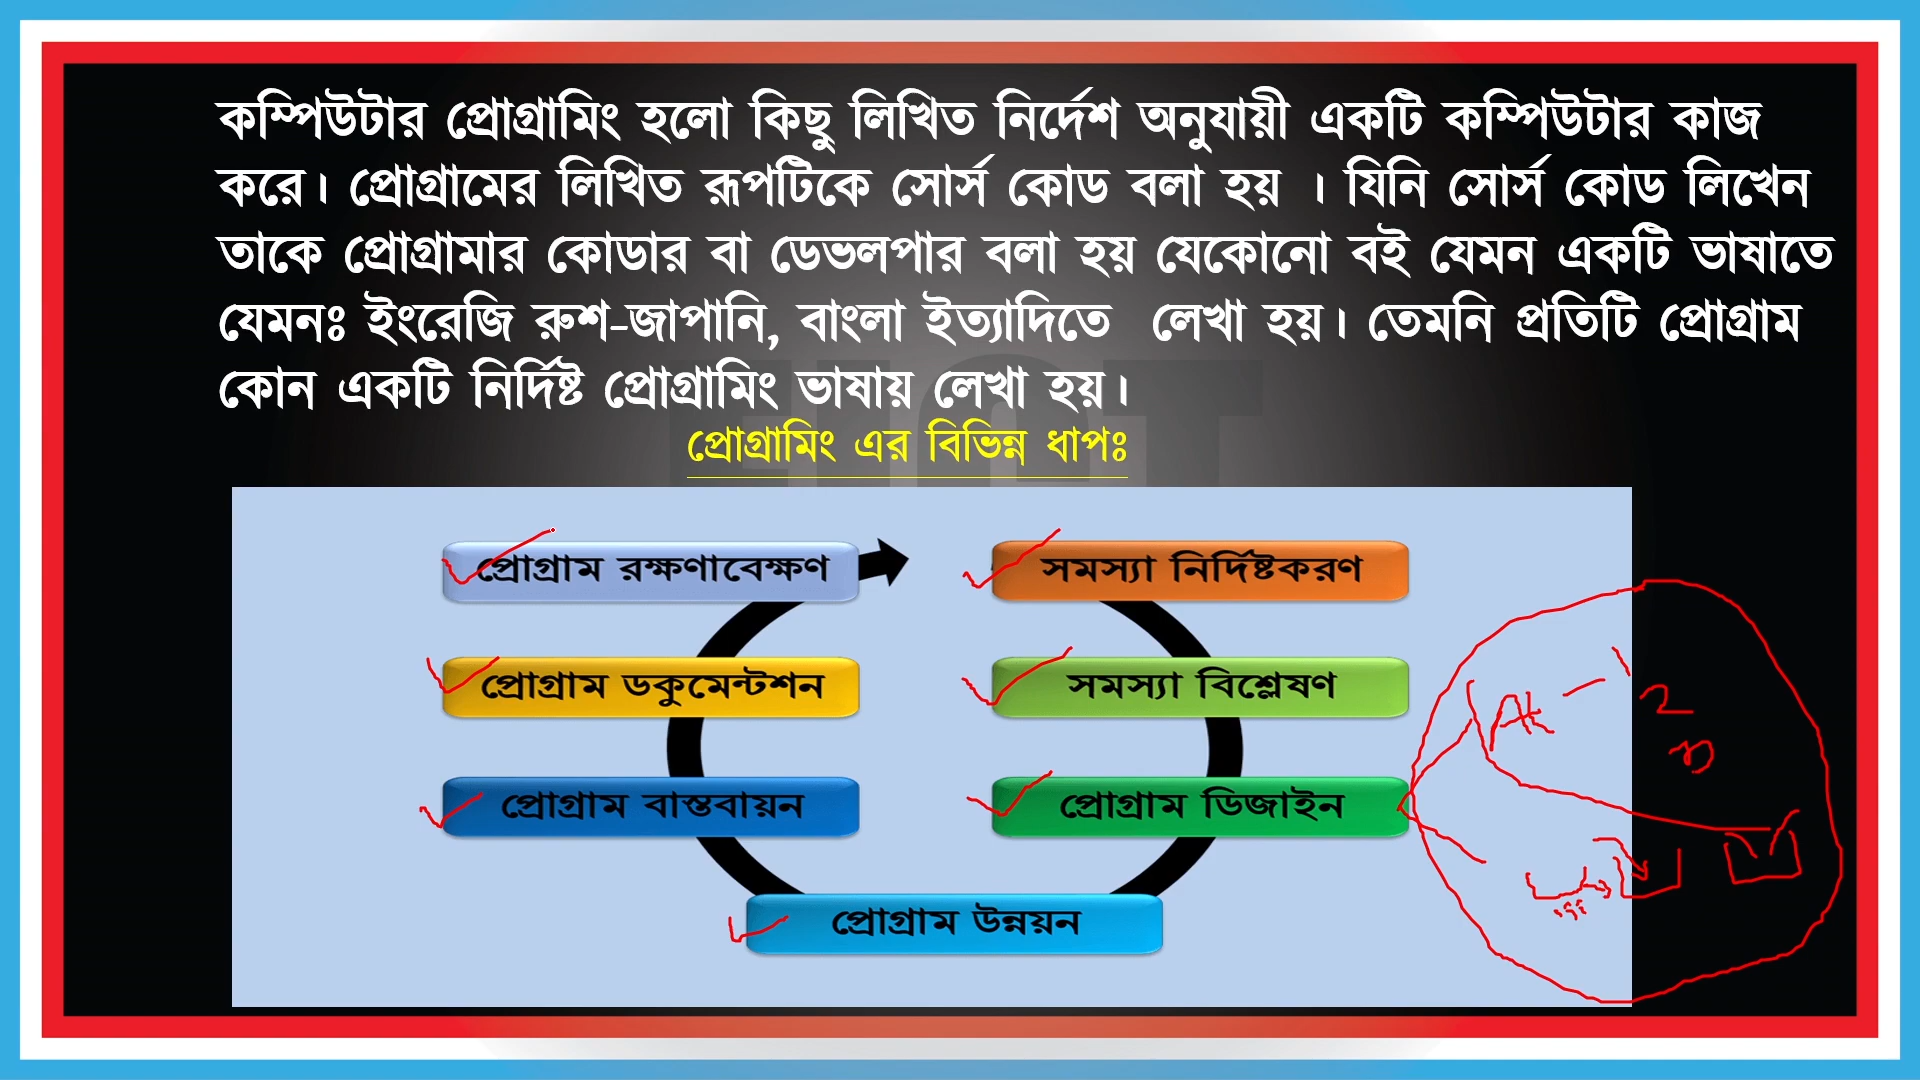 কম্পিউটার প্রোগ্রামিং হলো কিছু লিখিত নির্দেশ অনুযায়ী একটি কম্পিউটার কাজ
করে। প্রোগ্রামের লিখিত রূপটিকে সোর্স কোড বলা হয় । যিনি সোর্স কোড লিখেন
তাকে প্রোগ্রামার কোডার বা ডেভলপার বলা হয় যেকোনো বই যেমন একটি ভাষাতে
যেমনঃ ইংরেজি রুশ-জাপানি, বাংলা ইত্যাদিতে লেখা হয়। তেমনি প্রতিটি প্রোগ্রাম
কোন একটি নির্দিষ্ট প্রোগ্রামিং ভাষায় লেখা হয়।
প্রোগ্রামিং এর বিভিন্ন ধাপঃ
প্রোগ্রাম রক্ষণাবেক্ষণ
সমস্যা নির্দিষ্টকরণ
প্রোগ্রাম ডকুমেন্টশন
সমস্যা বিশ্লেষণ
প্রোগ্রাম বাস্তবায়ন
প্রোগ্রাম ডিজাইন
প্রোগ্রাম উন্নয়ন